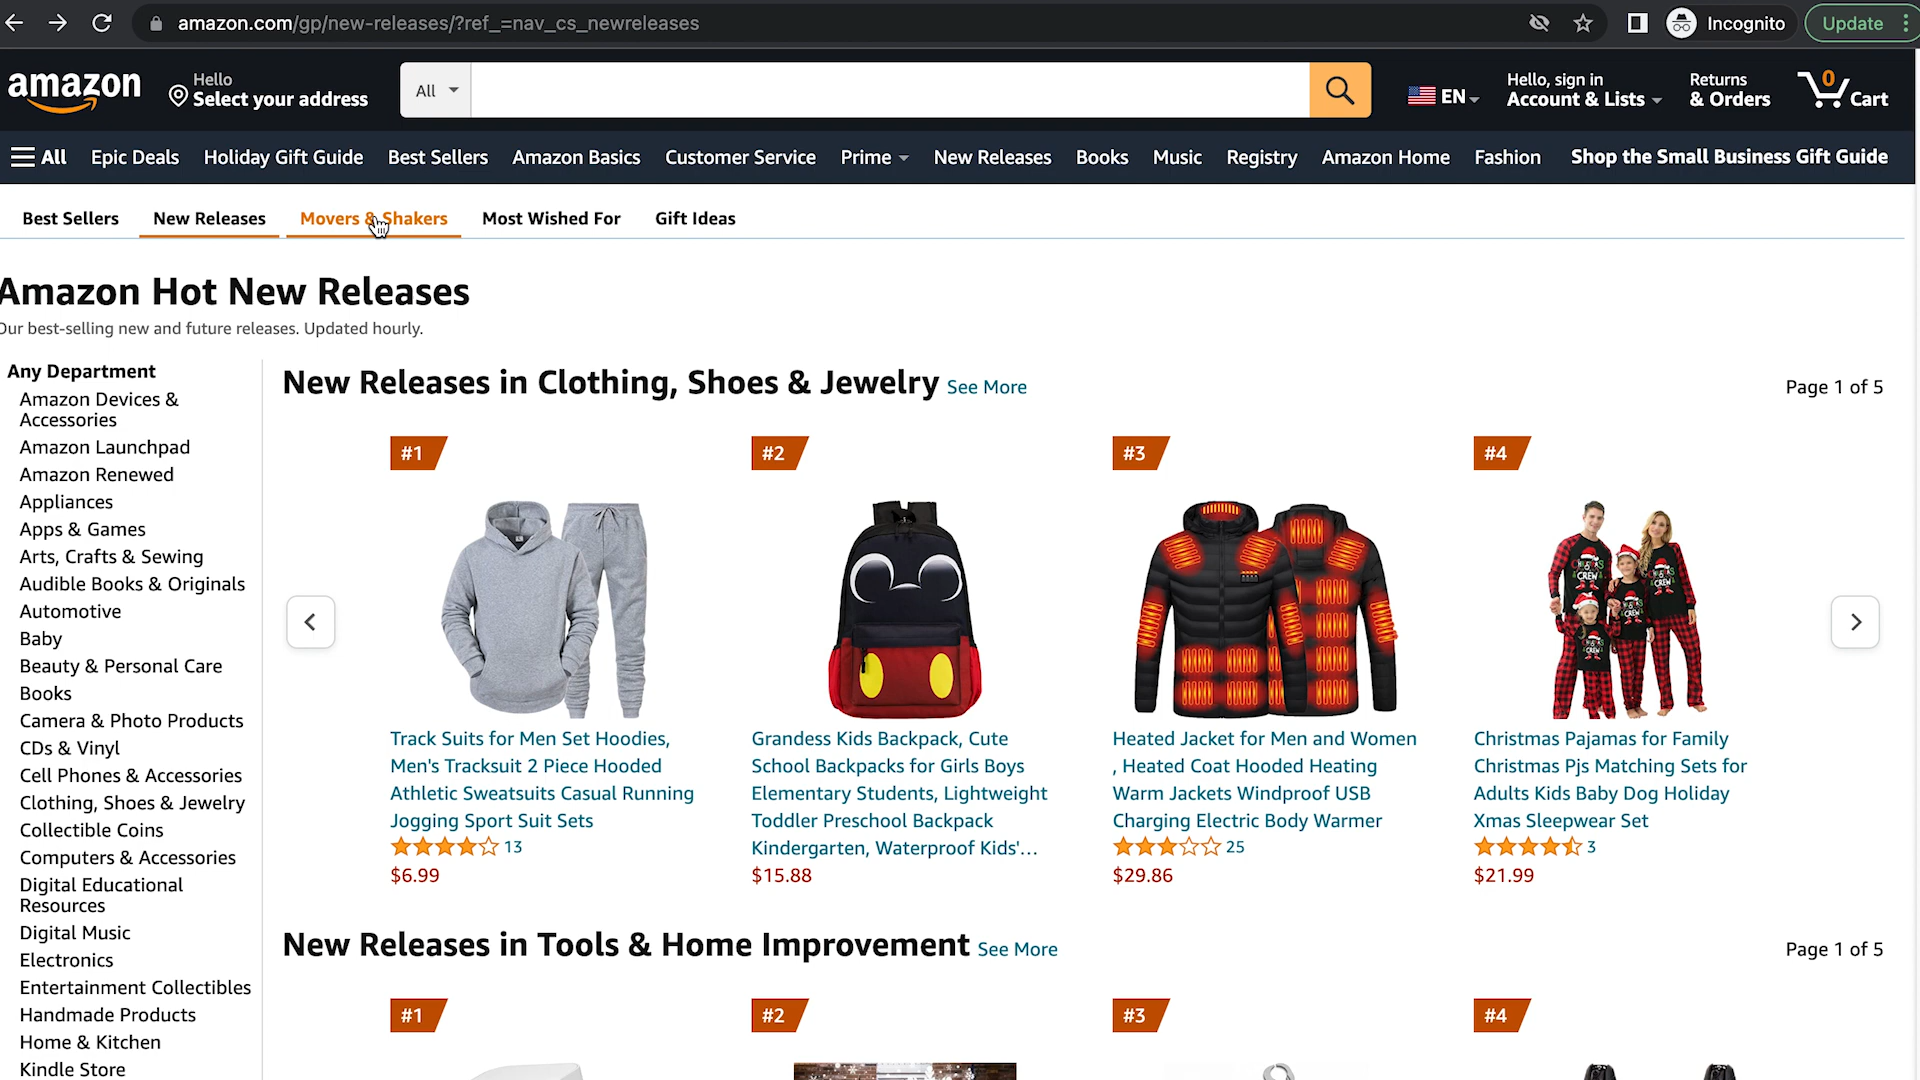 amazon.com/gp/new-releases/?ref_=nav_cs_newreleases
Incognito
Update
amazon
Hello
Select your address
All
EN
Hello, sign in
Account & Lists
Returns
& Orders
0
Cart
All
Epic Deals
Holiday Gift Guide
Best Sellers
Amazon Basics
Customer Service
Prime
New Releases
Books
Music
Registry
Amazon Home
Fashion
Shop the Small Business Gift Guide
Best Sellers
New Releases
Movers & Shakers
Most Wished For
Gift Ideas
Amazon Hot New Releases
Our best-selling new and future releases. Updated hourly.
Any Department
Amazon Devices &
Accessories
Amazon Launchpad
Amazon Renewed
Appliances
Apps & Games
Arts, Crafts & Sewing
Audible Books & Originals
Automotive
Baby
Beauty & Personal Care
Books
Camera & Photo Products
CDs & Vinyl
Cell Phones & Accessories
Clothing, Shoes & Jewelry
Collectible Coins
Computers & Accessories
Digital Educational
Resources
Digital Music
Electronics
Entertainment Collectibles
Handmade Products
Home & Kitchen
Kindle Store
New Releases in Clothing, Shoes & Jewelry See More
Page 1 of 5
#1
Track Suits for Men Set Hoodies,
Men's Tracksuit 2 Piece Hooded
Athletic Sweatsuits Casual Running
Jogging Sport Suit Sets
13
$6.99
#2
Grandess Kids Backpack, Cute
School Backpacks for Girls Boys
Elementary Students, Lightweight
Toddler Preschool Backpack
Kindergarten, Waterproof Kids'...
$15.88
#3
Heated Jacket for Men and Women
, Heated Coat Hooded Heating
Warm Jackets Windproof USB
Charging Electric Body Warmer
25
$29.86
#4
CREW
CREW
Christmas Pajamas for Family
Christmas Pjs Matching Sets for
Adults Kids Baby Dog Holiday
Xmas Sleepwear Set
3
$21.99
New Releases in Tools & Home Improvement See More
Page 1 of 5
#1
#2
#3
#4